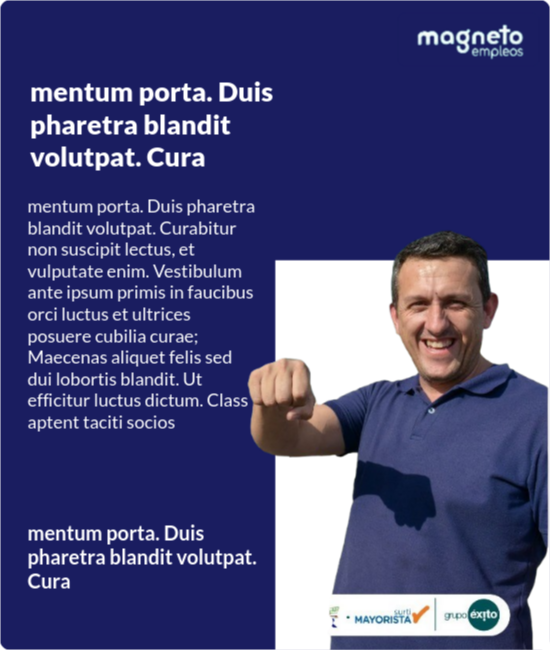 magneto
empleos
mentum porta. Duis
pharetra blandit
volutpat. Cura
mentum porta. Duis pharetra
blandit volutpat. Curabitur
non suscipit lectus, et
vulputate enim. Vestibulum
ante ipsum primis in faucibus
orci luctus et ultrices
posuere cubilia curae;
Maecenas aliquet felis sed
dui lobortis blandit. Ut
efficitur luctus dictum. Class
aptent taciti socios
mentum porta. Duis
pharetra blandit volutpat.
Cura
surti
MAYORISTA
grupo éxito